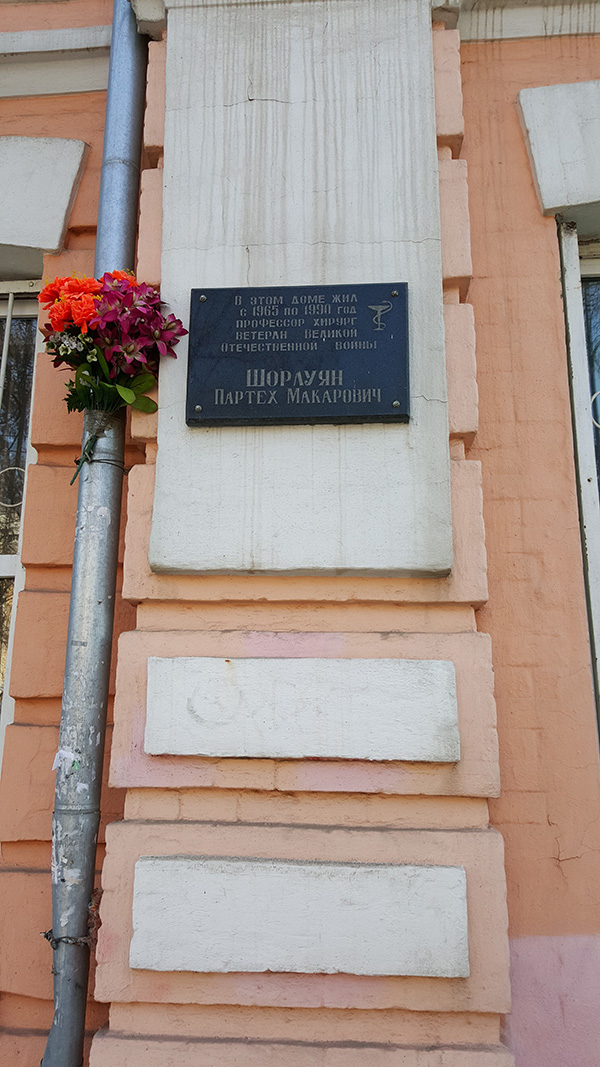 В ЭТОМ ДОМЕ ЖИЛ
С 1965 ПО 1990 ГОД
ПРОФЕССОР ХИРУРГ
ВЕТЕРАН ВЕЛИКОЙ
ОТЕЧЕСТВЕННОЙ ВОЙНЫ
ШОРЛУЯН
ПАРТЕХ МАКАРОВИЧ